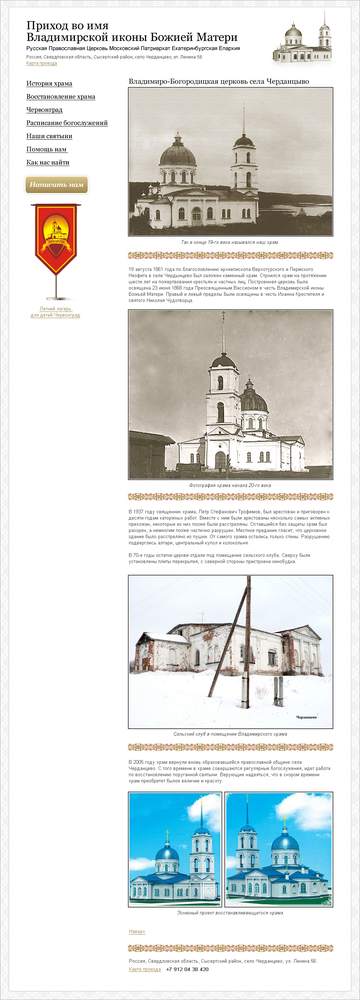 Приход во имя
Владимирской иконы Божией Матери
Русская Православная Церковь Московский Патриархат Екатеринбургская Епархия
Россия, Свердловская область, Сысертский район, село Черданцево, ул. Ленина 56.
Карта проезда
История храма
Восстановление храма
Червонград
Расписание богослужений
Наши святыни
Помощь нам
Как нас найти
Написать нам
Летний лагерь
для детей Червонград
Владимиро-Богородицкая церковь села Черданцыво
Так в конце 19-го века назывался наш храм
19 августа 1861 года по благословению архиепископа Верхотурского и Пермского
Неофита в селе Черданцево был заложен каменный храм. Строился храм на протяжении
шести лет на пожертвования крестьян и частных лиц. Построенная церковь была
освящена 23 июня 1868 года Преосвященным Вассионом в честь Владимирской иконы
Божьей Матери. Правый и левый пределы были освящены в честь Иоанна Крестителя и
святого Николая Чудотворца.
Фотография храма начала 20-го века
В 1937 году священник храма, Петр Стефанович Трофимов, был арестован и приговорен к
десяти годам каторжных работ. Вместе с ним были арестованы несколько самых активных
прихожан, некоторые из них позже были расстреляны. Оставшийся без защиты храм был
разорен, а немногим позже частично разрушен. Местное предание гласит, что церковное
здание было расстреляно из пушки. От самого храма остались только стены. Разрушению
подверглись алтари, центральный купол и колокольня.
В 70-е годы остатки церкви отдали под помещение сельского клуба. Сверху были
установлены плиты перекрытия, с северной стороны пристроена кинобудка.
Черданцево
Сельский клуб в помещении Владимирского храма
В 2005 году храм вернули вновь образовавшейся православной общине села
Черданцево. С того времени в храме совершаются регулярные богослужения, идет работа
по восстановлению поруганной святыни. Верующие надеяться, что в скором времени
храм приобретет былое величие и красоту.
Эскизный проект восстанавливающегося храма
Наверх
Россия, Свердловская область, Сысертский район, село Черданцево, ул. Ленина 56.
Карта проезда +7 912 04 38 420